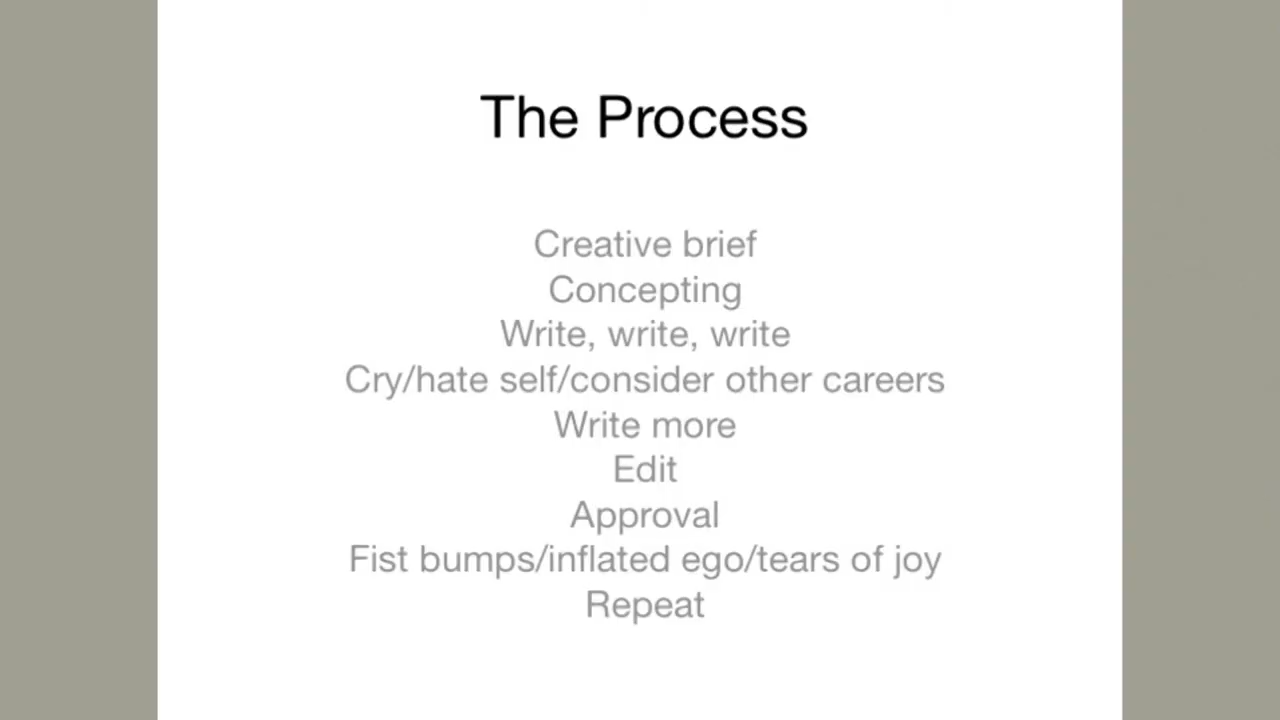 The Process
Creative brief
Concepting
Write, write, write
Cry/hate self/consider other careers
Write more
Edit
Approval
Fist bumps/inflated ego/tears of joy
Repeat